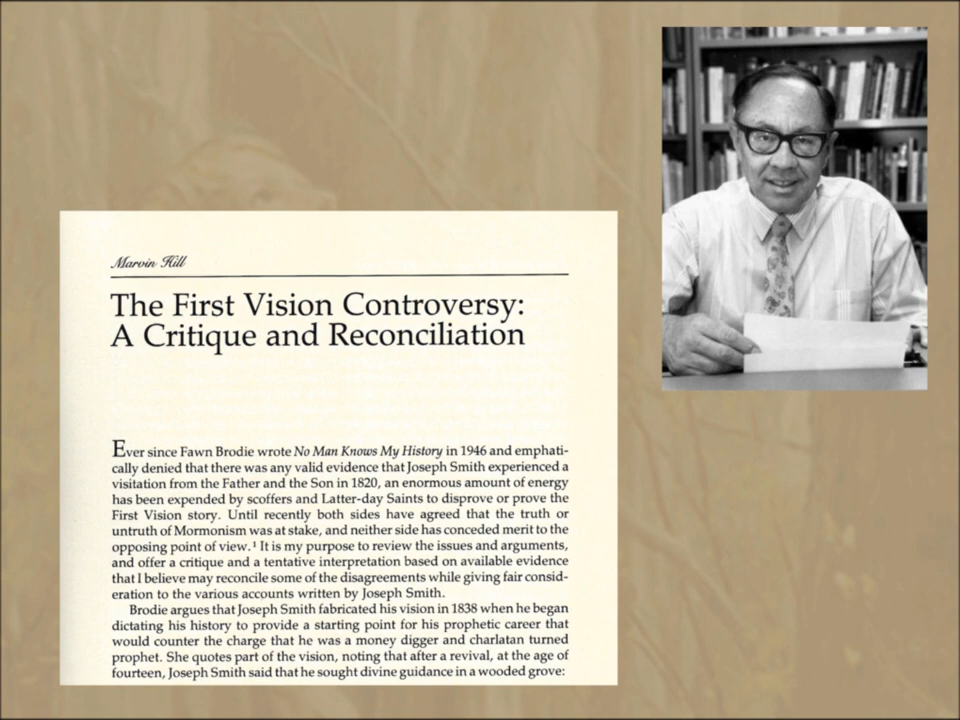 Marvin Hill
The First Vision Controversy:
A Critique and Reconciliation
Ever since Fawn Brodie wrote No Man Knows My History in 1946 and emphati-
cally denied that there was any valid evidence that Joseph Smith experienced a
visitation from the Father and the Son in 1820, an enormous amount of energy
has been expended by scoffers and Latter-day Saints to disprove or prove the
First Vision story. Until recently both sides have agreed that the truth or
untruth of Mormonism was at stake, and neither side has conceded merit to the
opposing point of view.¹ It is my purpose to review the issues and arguments,
and offer a critique and a tentative interpretation based on available evidence
that I believe may reconcile some of the disagreements while giving fair consid-
eration to the various accounts written by Joseph Smith.
Brodie argues that Joseph Smith fabricated his vision in 1838 when he began
dictating his history to provide a starting point for his prophetic career that
would counter the charge that he was a money digger and charlatan turned
prophet. She quotes part of the vision, noting that after a revival, at the age of
fourteen, Joseph Smith said that he sought divine guidance in a wooded grove: